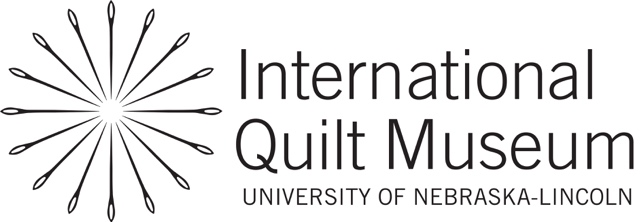 International
Quilt Museum
UNIVERSITY OF NEBRASKA-LINCOLN